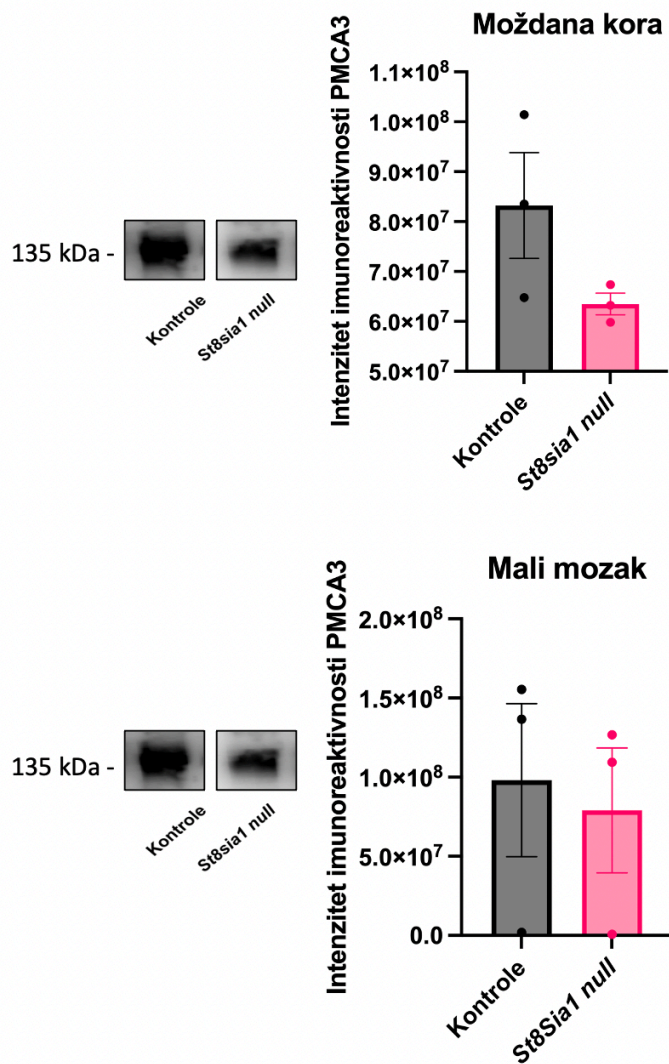 Moždana kora
Intenzitet imunoreaktivnosti PMCA3
1.1×10⁸
1.0×10⁸
9.0×10⁷
8.0×10⁷
7.0×10⁷
6.0×10⁷
5.0×10⁷
135 kDa -
Kontrole
St8sia1 null
Kontrole
St8sia1 null
Mali mozak
Intenzitet imunoreaktivnosti PMCA3
2.0×10⁸
1.5×10⁸
1.0×10⁸
5.0×10⁷
0.0
135 kDa -
Kontrole
St8sia1 null
Kontrole
St8Sia1 null